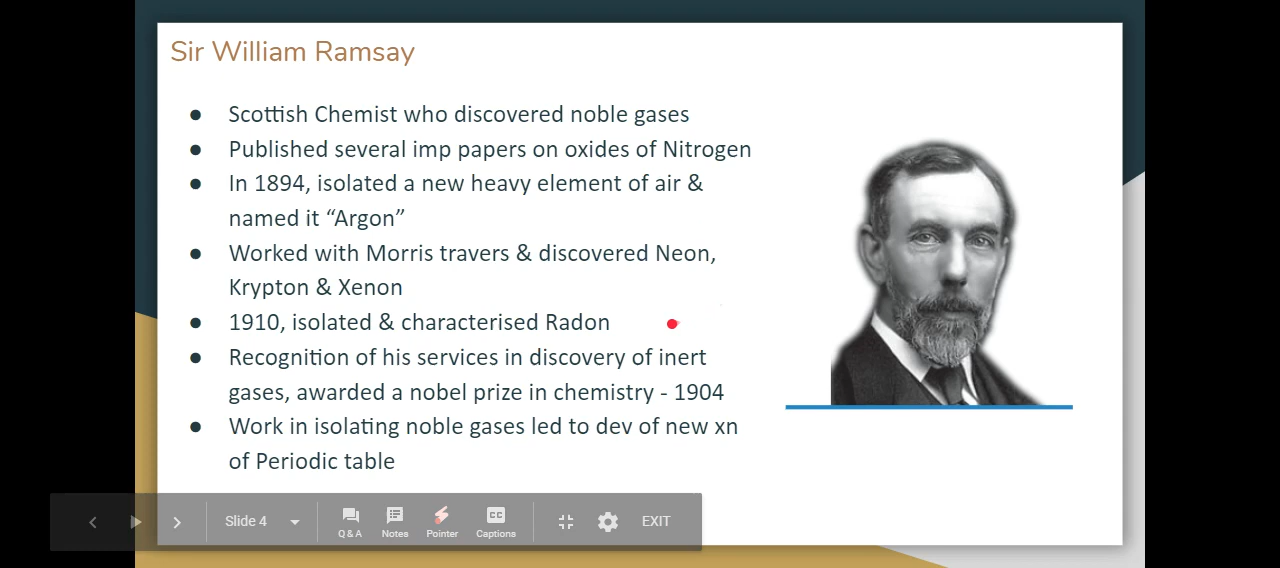 Sir William Ramsay
● Scottish Chemist who discovered noble gases
● Published several imp papers on oxides of Nitrogen
● In 1894, isolated a new heavy element of air &
named it “Argon”
● Worked with Morris travers & discovered Neon,
Krypton & Xenon
● 1910, isolated & characterised Radon
● Recognition of his services in discovery of inert
gases, awarded a nobel prize in chemistry - 1904
● Work in isolating noble gases led to dev of new xn
of Periodic table
Slide 4
Q & A
Notes
Pointer
CC
Captions
EXIT